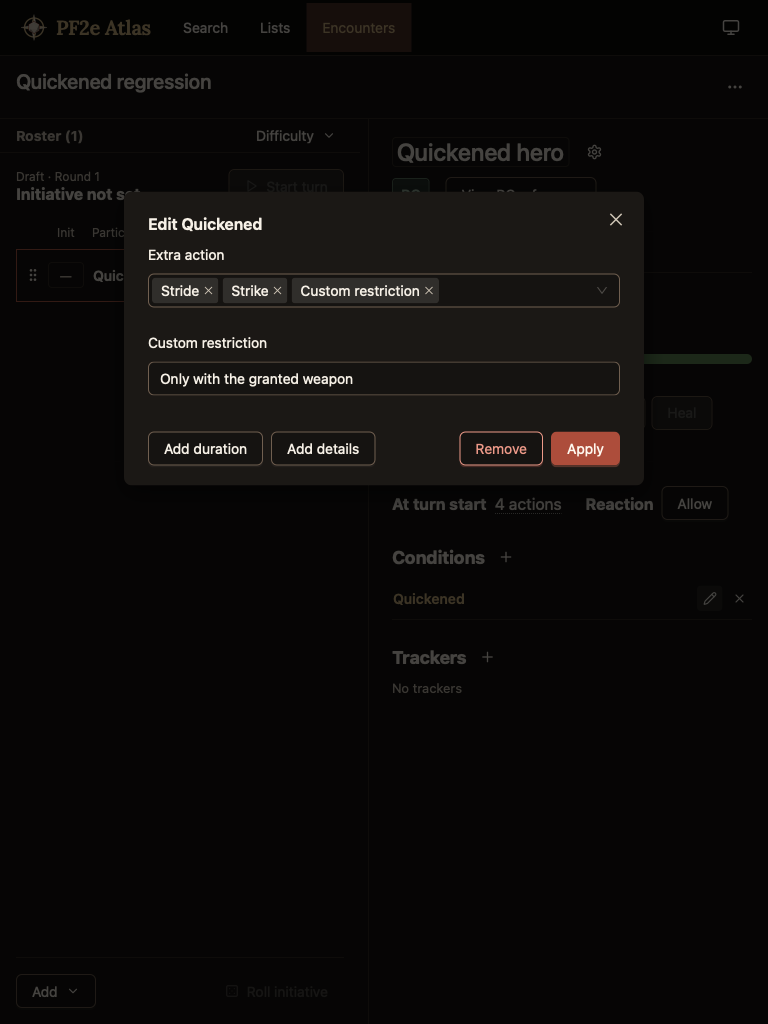 PF2e Atlas Search Lists Encounters
Quickened regression
Roster (1) Difficulty
Quickened hero
Draft · Round 1
Initiative not set
Start turn
Init
Edit Quickened
Extra action
Stride Strike Custom restriction
Custom restriction
Only with the granted weapon
Add duration Add details Remove Apply
Heal
At turn start 4 actions Reaction Allow
Conditions
Quickened
Trackers
No trackers
Add Roll initiative